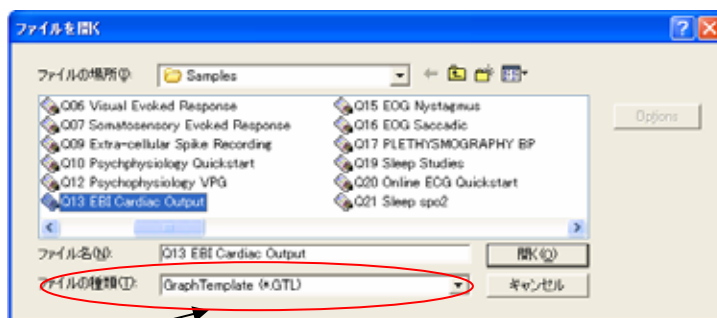 ファイルを開く
ファイルの場所(I): Samples
Q06 Visual Evoked Response
Q07 Somatosensory Evoked Response
Q09 Extra-cellular Spike Recording
Q10 Psychphysiology Quickstart
Q12 Psychophysiology VPG
Q13 EBI Cardiac Output
Q15 EOG Nystagmus
Q16 EOG Saccadic
Q17 PLETHYSMOGRAPHY BP
Q19 Sleep Studies
Q20 Online ECG Quickstart
Q21 Sleep spo2
Options
ファイル名(N): Q13 EBI Cardiac Output 開く(O)
ファイルの種類(T): GraphTemplate (*.GTL) キャンセル